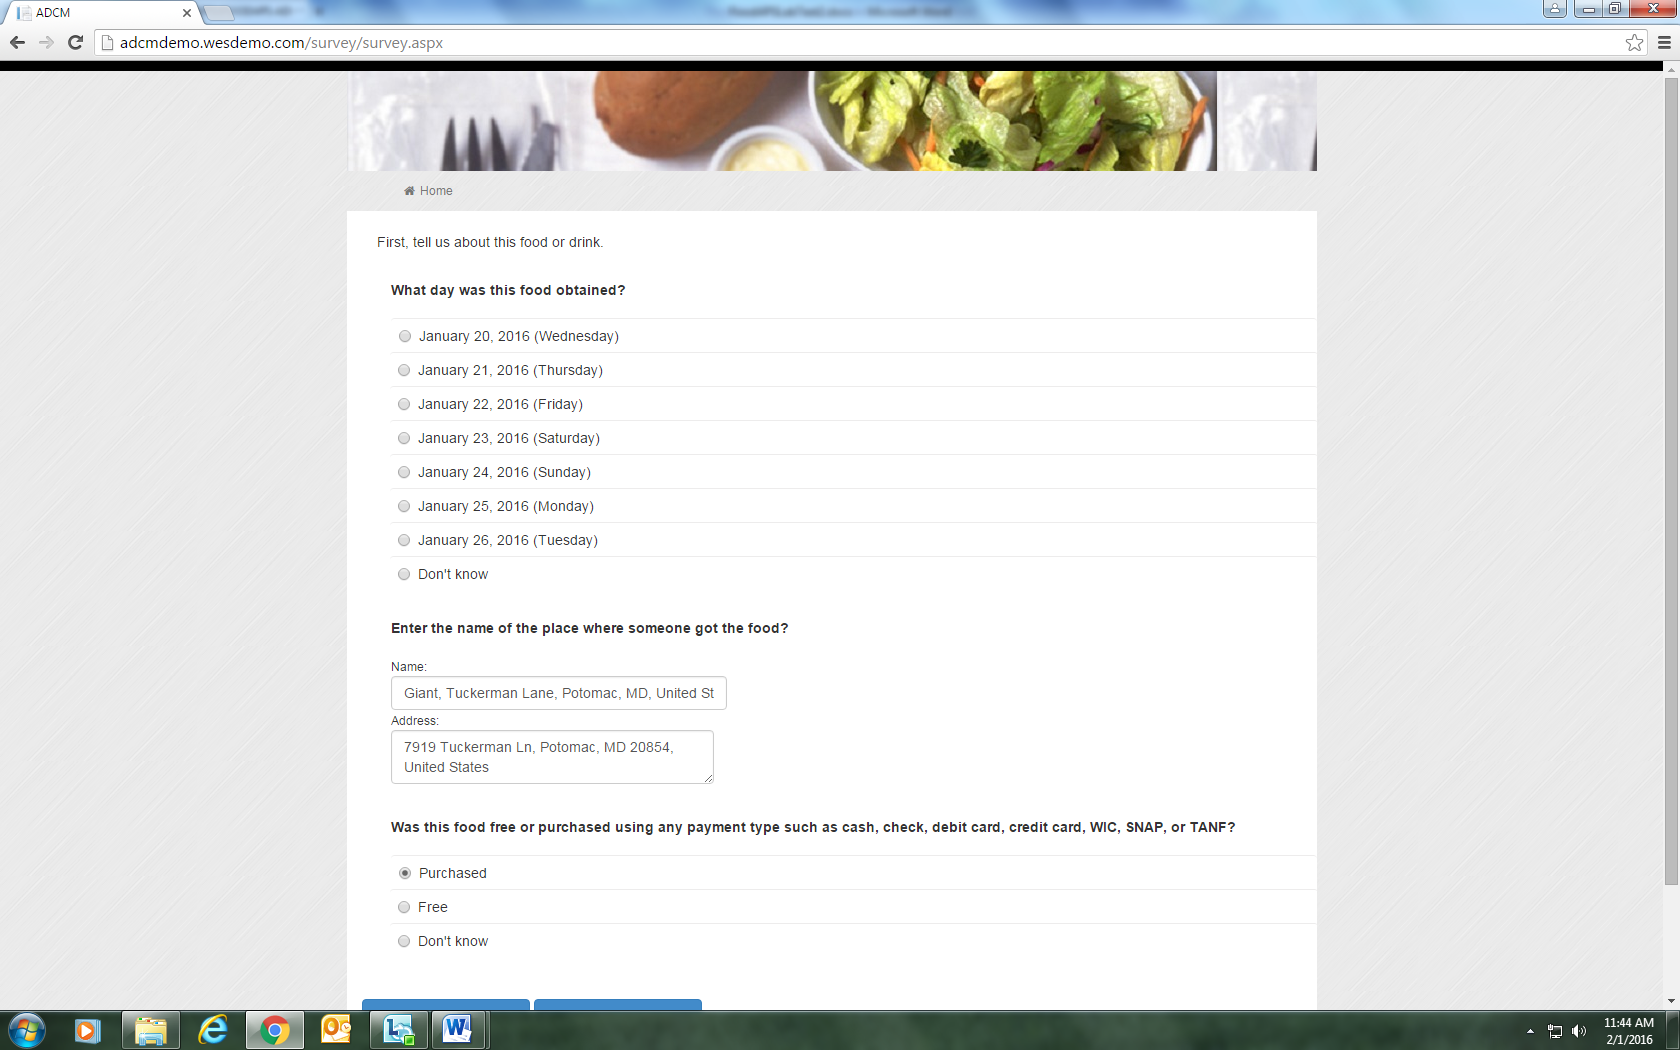 ADCM
adcmdemo.wesdemo.com/survey/survey.aspx
Home
First, tell us about this food or drink.
What day was this food obtained?
January 20, 2016 (Wednesday)
January 21, 2016 (Thursday)
January 22, 2016 (Friday)
January 23, 2016 (Saturday)
January 24, 2016 (Sunday)
January 25, 2016 (Monday)
January 26, 2016 (Tuesday)
Don't know
Enter the name of the place where someone got the food?
Name:
Giant, Tuckerman Lane, Potomac, MD, United St
Address:
7919 Tuckerman Ln, Potomac, MD 20854,
United States
Was this food free or purchased using any payment type such as cash, check, debit card, credit card, WIC, SNAP, or TANF?
Purchased
Free
Don't know
11:44 AM
2/1/2016